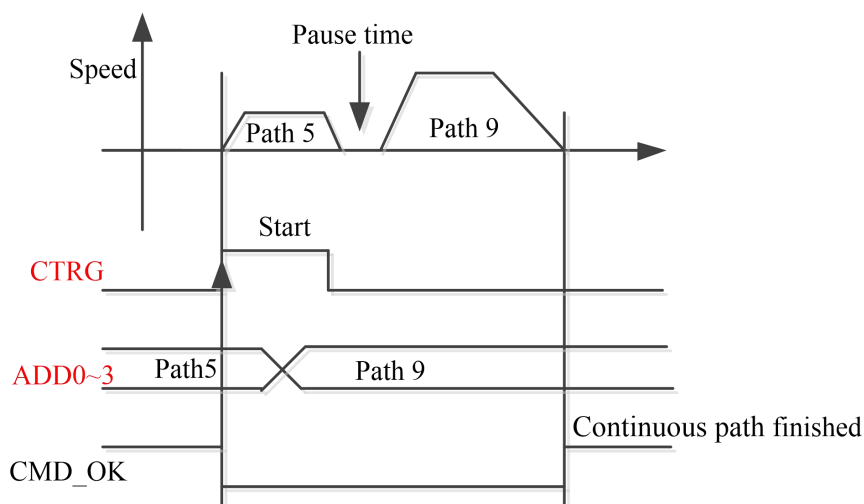 Pause time
Speed
Path 5
Path 9
Start
CTRG
ADD0~3
Path5
Path 9
Continuous path finished
CMD_OK